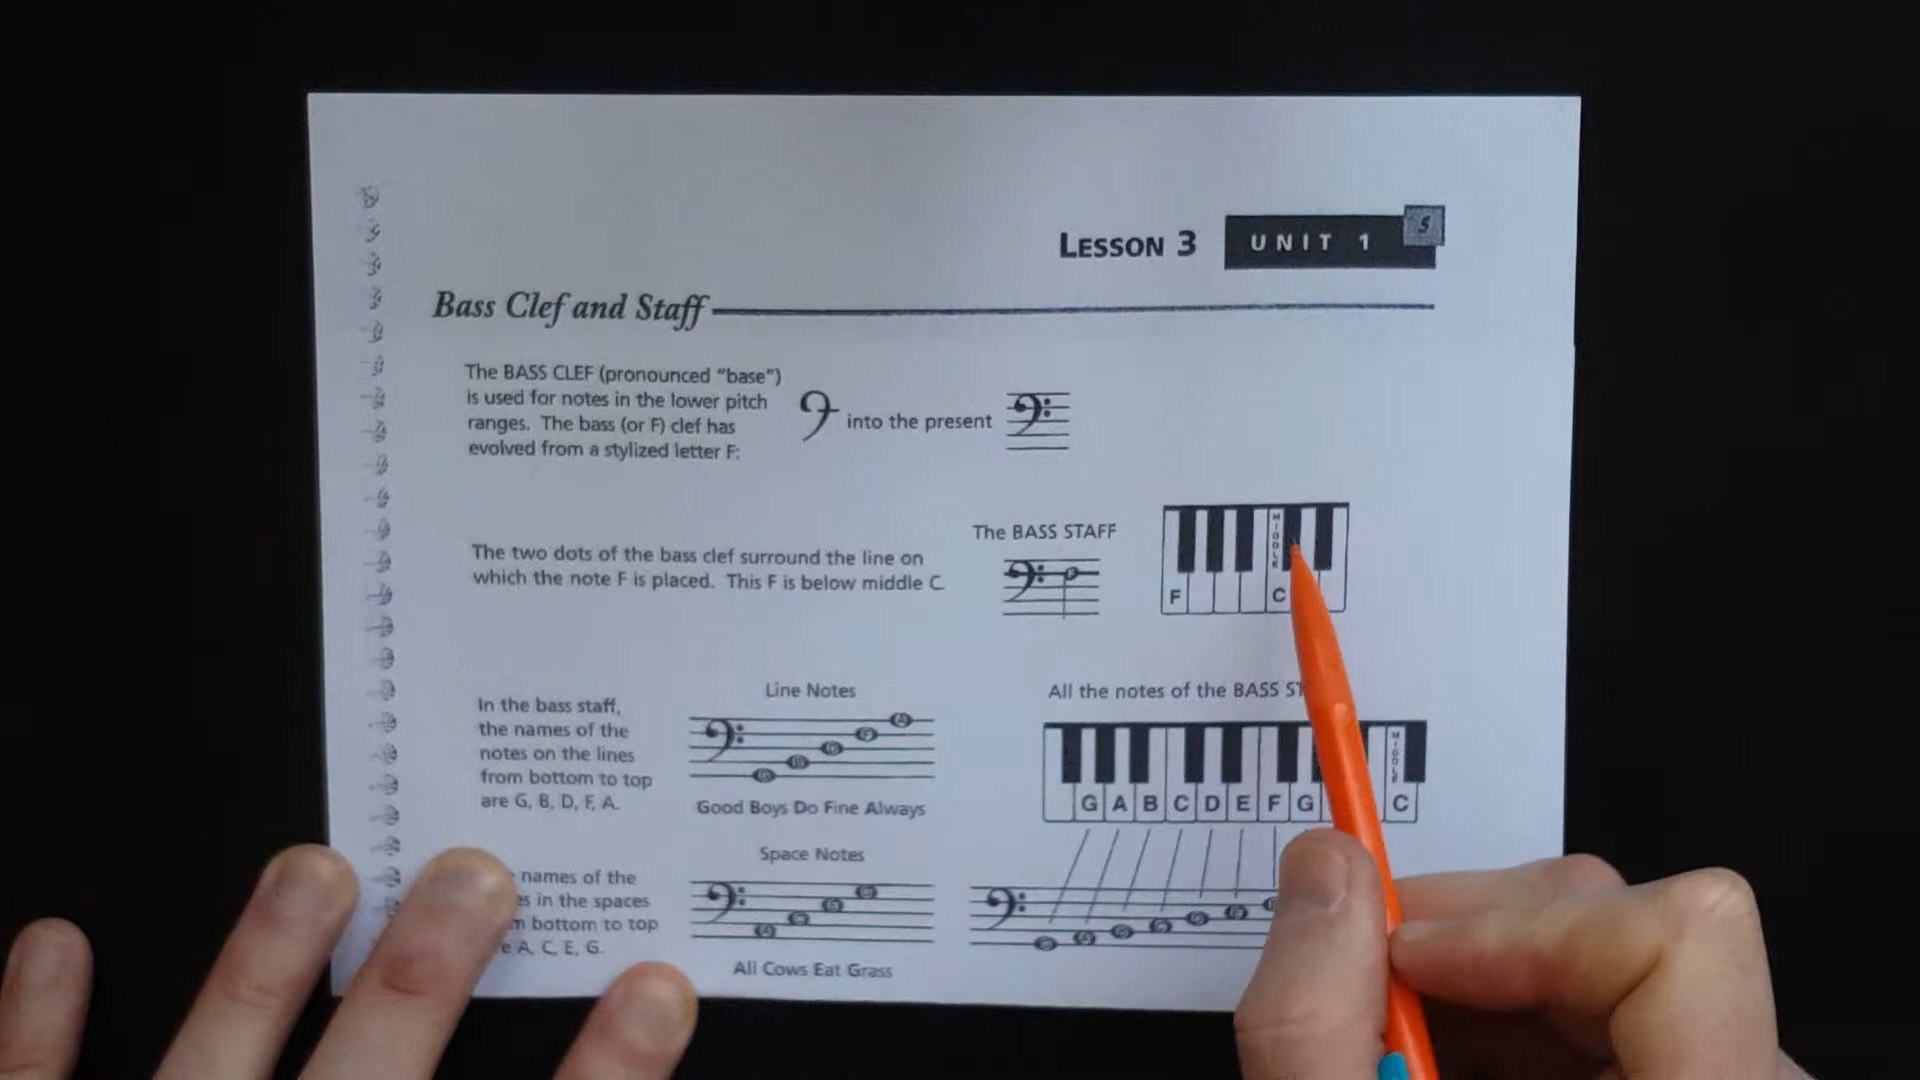 LESSON 3
UNIT 1
5
Bass Clef and Staff
The BASS CLEF (pronounced “base”)
is used for notes in the lower pitch
ranges. The bass (or F) clef has
evolved from a stylized letter F:
into the present
The two dots of the bass clef surround the line on
which the note F is placed. This F is below middle C.
The BASS STAFF
F
MIDDLE
F C
In the bass staff,
the names of the
notes on the lines
from bottom to top
are G, B, D, F, A.
Line Notes
G B D F A
Good Boys Do Fine Always
All the notes of the BASS
MIDDLE
G A B C D E F G C
names of the
in the spaces
bottom to top
A, C, E, G.
Space Notes
A C E G
All Cows Eat Grass
G A B C D E